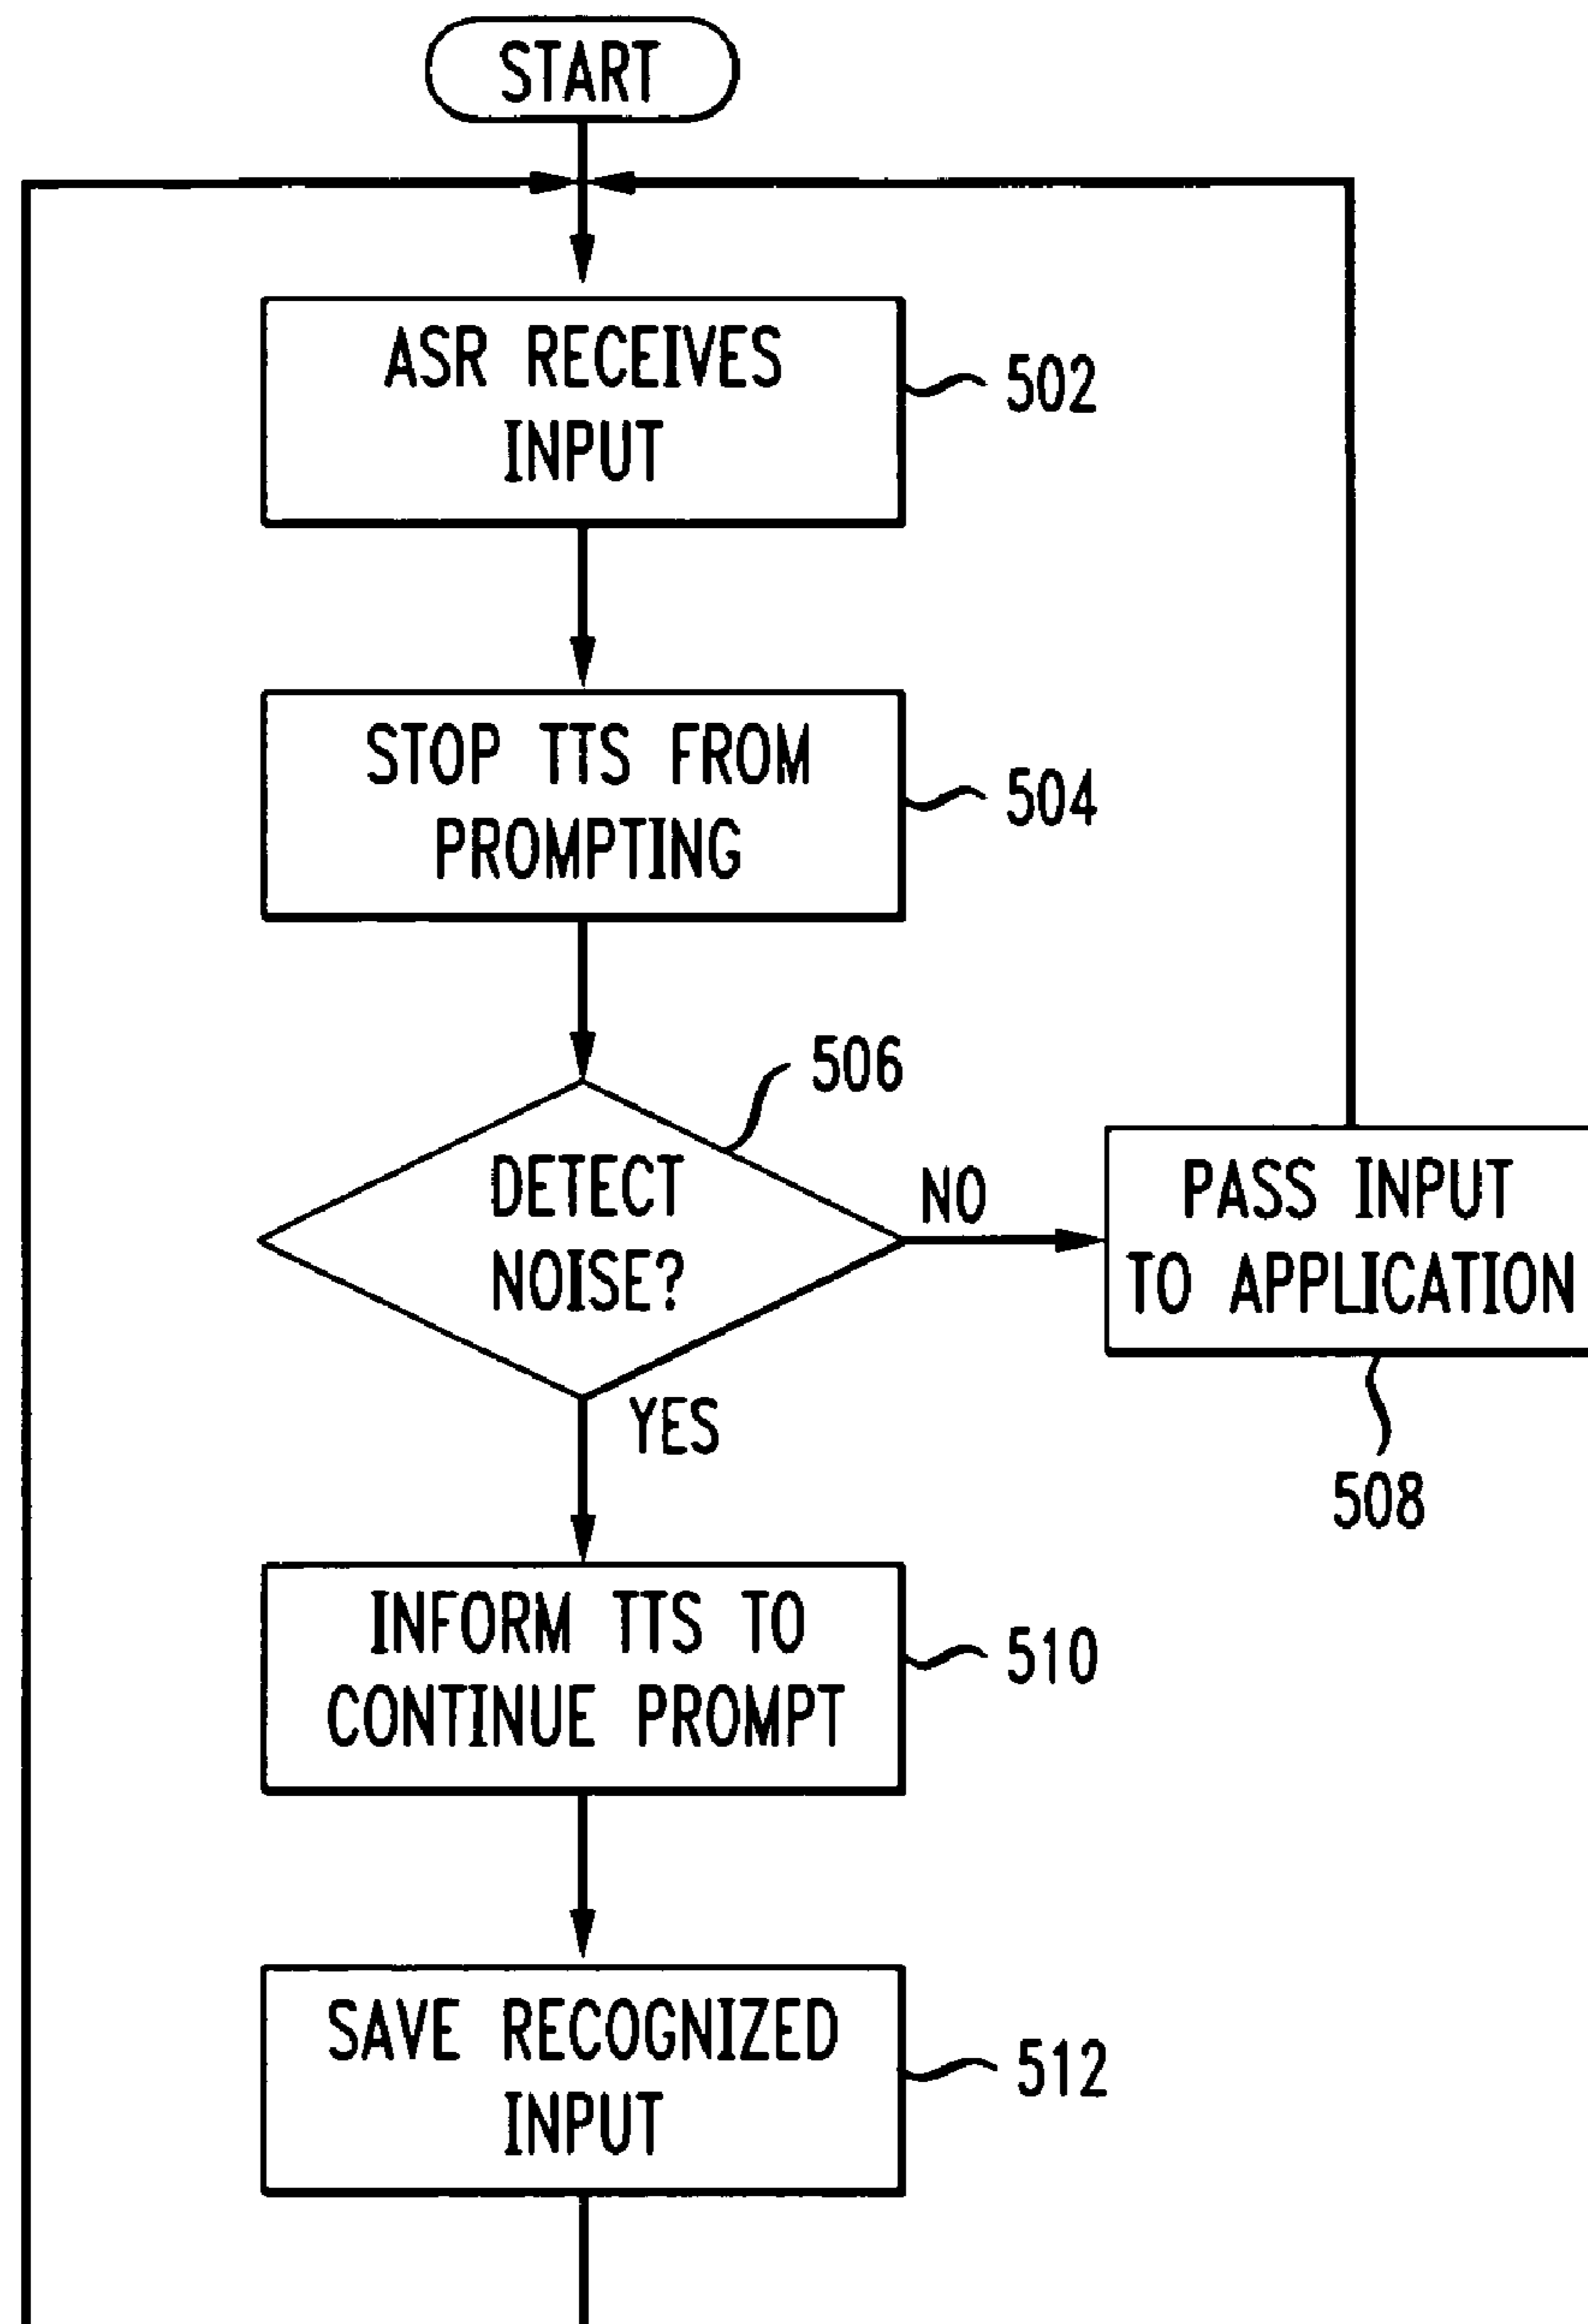 START
ASR RECEIVES
INPUT
502
STOP TTS FROM
PROMPTING
504
506
DETECT
NOISE?
NO
PASS INPUT
TO APPLICATION
508
YES
INFORM TTS TO
CONTINUE PROMPT
510
SAVE RECOGNIZED
INPUT
512